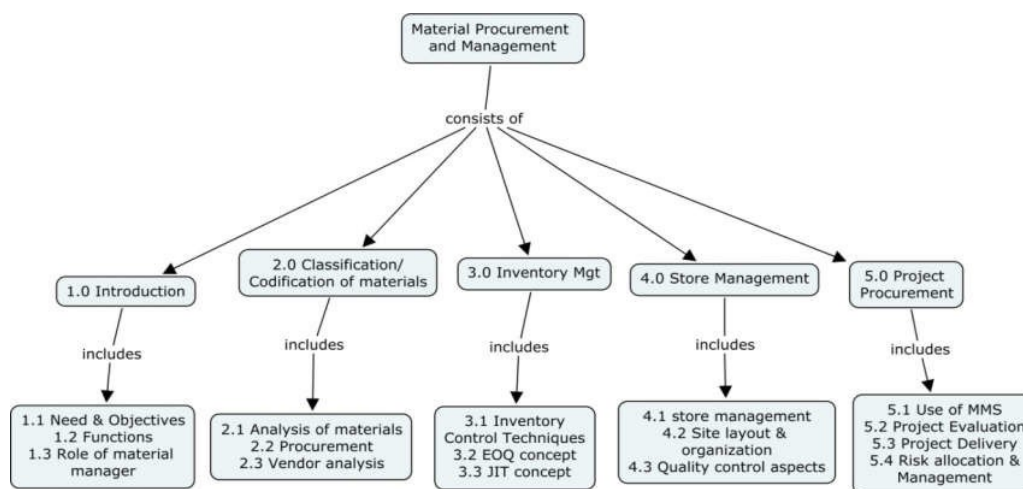 Material Procurement
and Management
consists of
1.0 Introduction
2.0 Classification/
Codification of materials
3.0 Inventory Mgt
4.0 Store Management
5.0 Project
Procurement
includes
includes
includes
includes
includes
1.1 Need & Objectives
1.2 Functions
1.3 Role of material
manager
2.1 Analysis of materials
2.2 Procurement
2.3 Vendor analysis
3.1 Inventory
Control Techniques
3.2 EOQ concept
3.3 JIT concept
4.1 store management
4.2 Site layout &
organization
4.3 Quality control aspects
5.1 Use of MMS
5.2 Project Evaluation
5.3 Project Delivery
5.4 Risk allocation &
Management